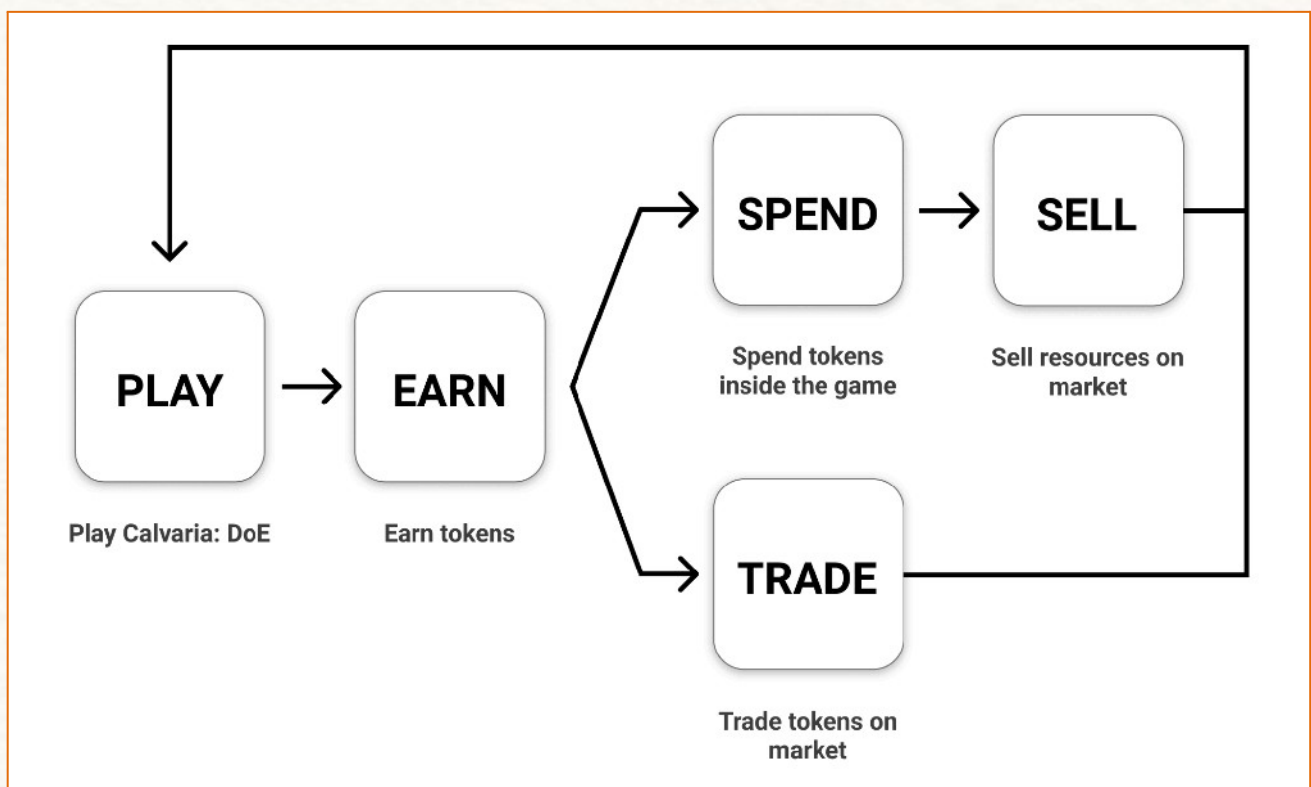 PLAY
Play Calvaria: DoE
EARN
Earn tokens
SPEND
Spend tokens
inside the game
SELL
Sell resources on
market
TRADE
Trade tokens on
market